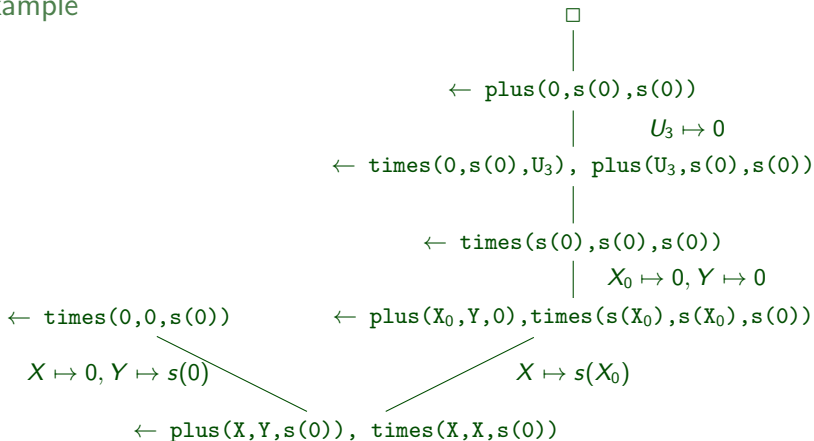 □
← plus(0,s(0),s(0))
U₃ ↦ 0
← times(0,s(0),U₃), plus(U₃,s(0),s(0))
← times(s(0),s(0),s(0))
X₀ ↦ 0, Y ↦ 0
← times(0,0,s(0))
← plus(X₀,Y,0),times(s(X₀),s(X₀),s(0))
X ↦ 0, Y ↦ s(0)
X ↦ s(X₀)
← plus(X,Y,s(0)), times(X,X,s(0))